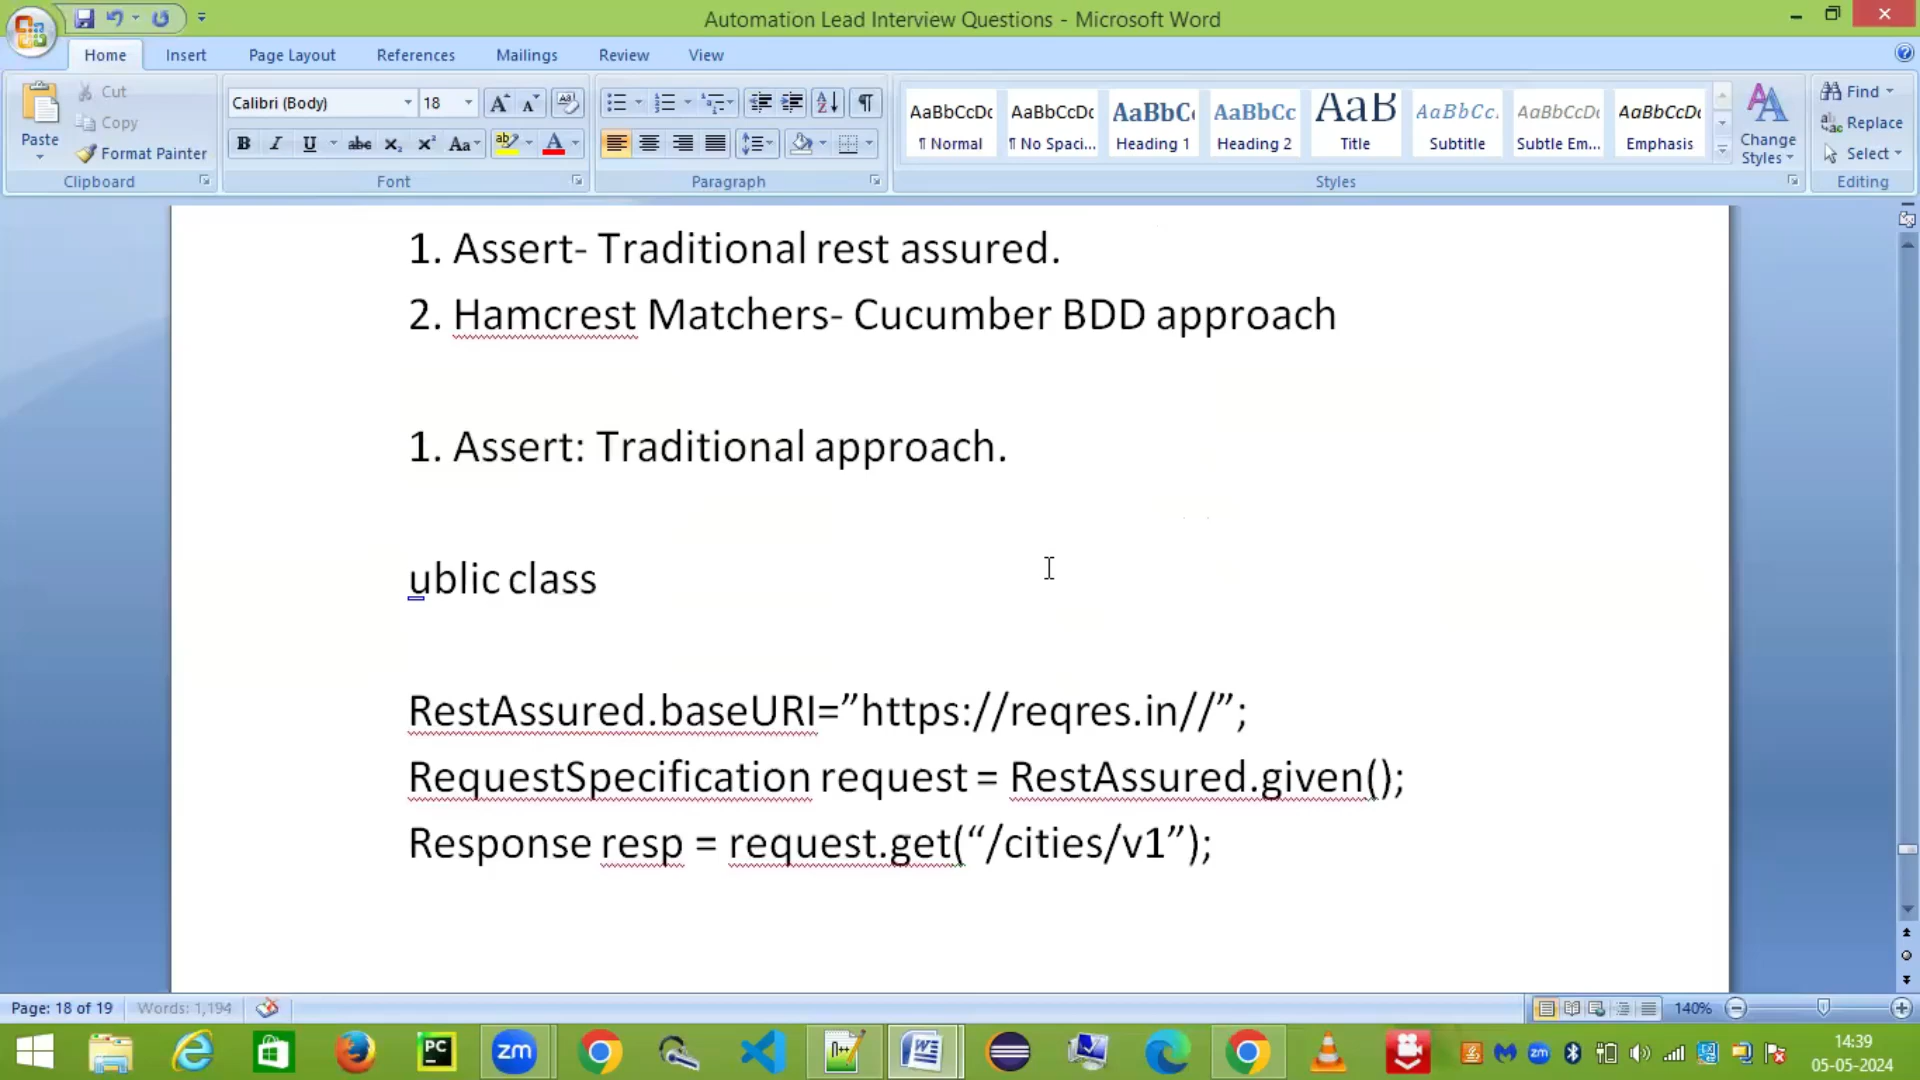 Automation Lead Interview Questions - Microsoft Word
Home Insert Page Layout References Mailings Review View
Paste
Cut
Copy
Format Painter
Clipboard
Calibri (Body) 18
Font
Paragraph
AaBbCcDc
¶ Normal
AaBbCcDc
¶ No Spaci...
AaBbC
Heading 1
AaBbCc
Heading 2
AaB
Title
AaBbCc.
Subtitle
AaBbCcDc
Subtle Em...
AaBbCcDc
Emphasis
Change Styles
Styles
Find
Replace
Select
Editing
1. Assert- Traditional rest assured.
2. Hamcrest Matchers- Cucumber BDD approach
1. Assert: Traditional approach.
ublic class
RestAssured.baseURI=”https://reqres.in//”;
RequestSpecification request = RestAssured.given();
Response resp = request.get(“/cities/v1”);
Page: 18 of 19 Words: 1,194 140%
PC zm zm
14:39
05-05-2024